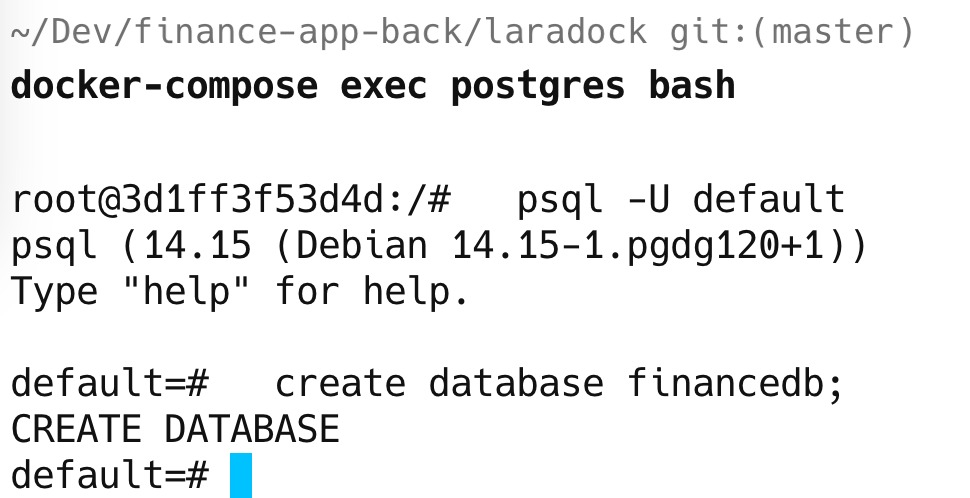 ~/Dev/finance-app-back/laradock git:(master)
docker-compose exec postgres bash
root@3d1ff3f53d4d:/#   psql -U default
psql (14.15 (Debian 14.15-1.pgdg120+1))
Type "help" for help.
default=#   create database financedb;
CREATE DATABASE
default=#